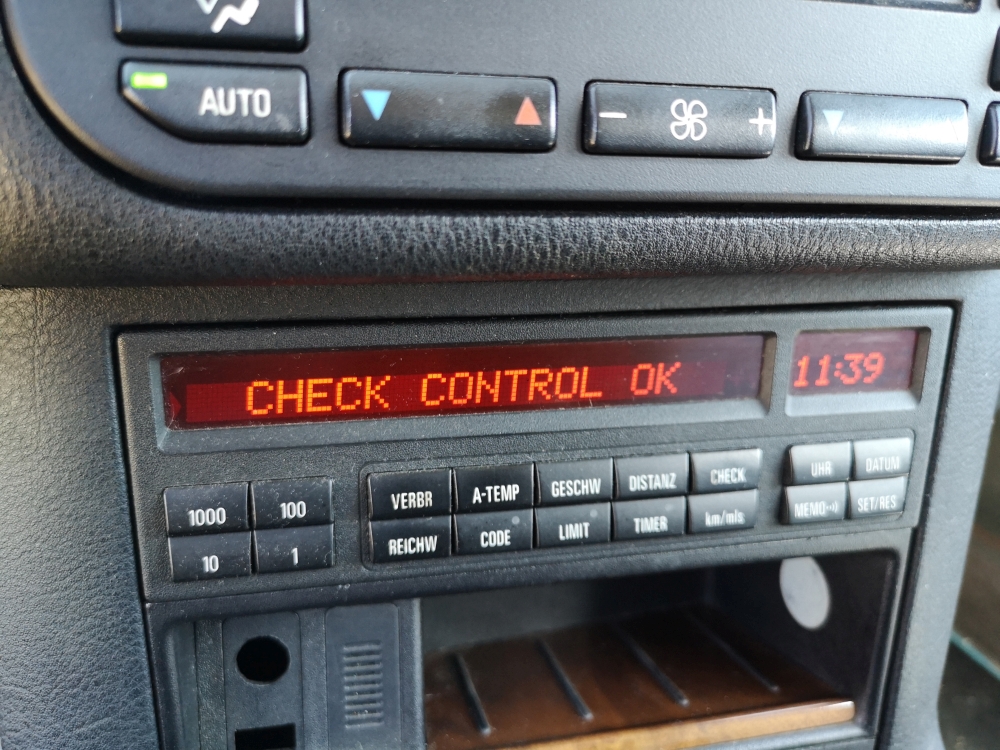 AUTO
- +
CHECK CONTROL OK 11:39
1000 100 VERBR A-TEMP GESCHW DISTANZ CHECK UHR DATUM
10 1 REICHW CODE LIMIT TIMER km/mls MEMO SET/RES